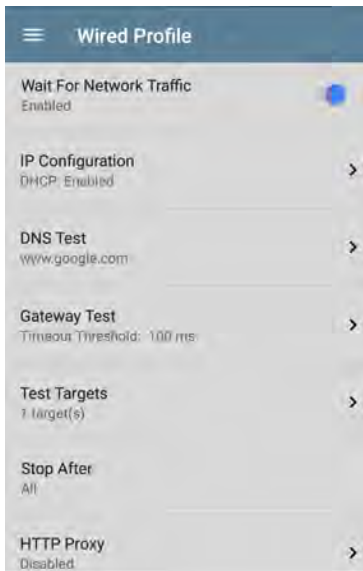 Wired Profile
Wait For Network Traffic
Enabled
IP Configuration
DHCP: Enabled
DNS Test
www.google.com
Gateway Test
Timeout Threshold: 100 ms
Test Targets
1 target(s)
Stop After
All
HTTP Proxy
Disabled